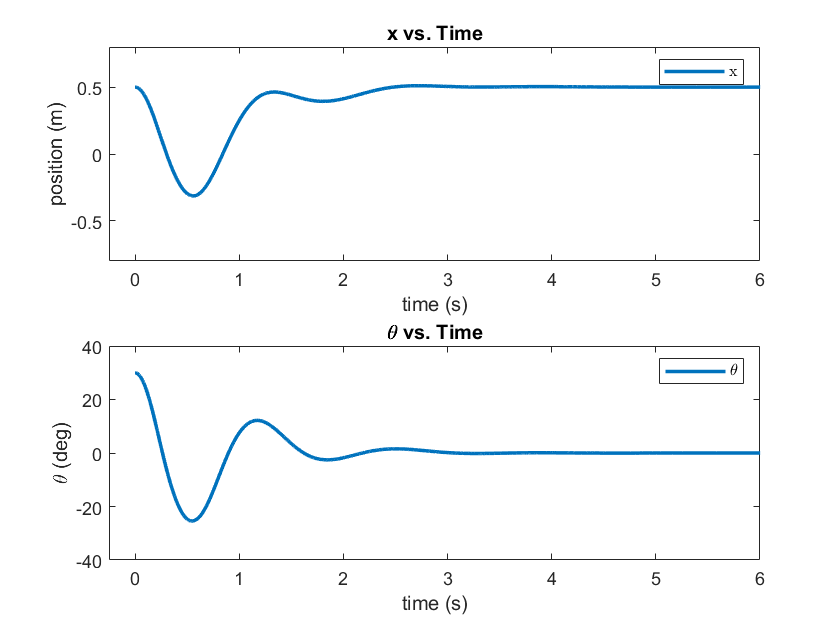 x vs. Time
x
0.5
0
-0.5
position (m)
0 1 2 3 4 5 6
time (s)
θ vs. Time
θ
40
20
0
-20
-40
θ (deg)
0 1 2 3 4 5 6
time (s)